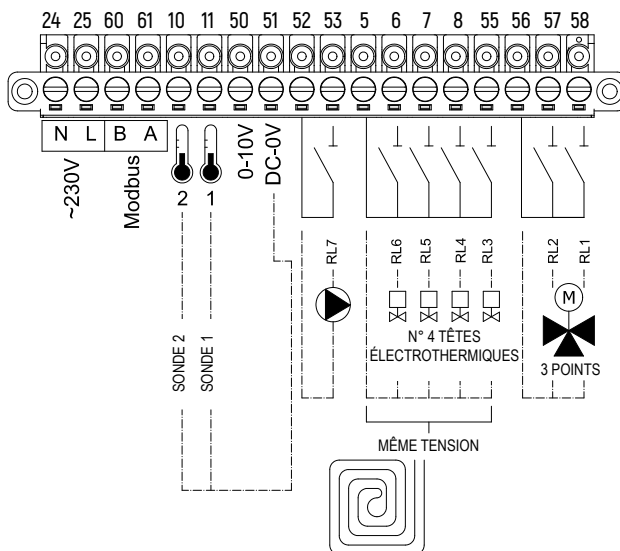 24 25 60 61 10 11 50 51 52 53 5 6 7 8 55 56 57 58
N L B A
~230V
Modbus
2
1
0-10V
DC-0V
SONDE 2
SONDE 1
RL7
RL6
RL5
RL4
RL3
RL2
RL1
M
N° 4 TÊTES
ÉLECTROTHERMIQUES
3 POINTS
MÊME TENSION